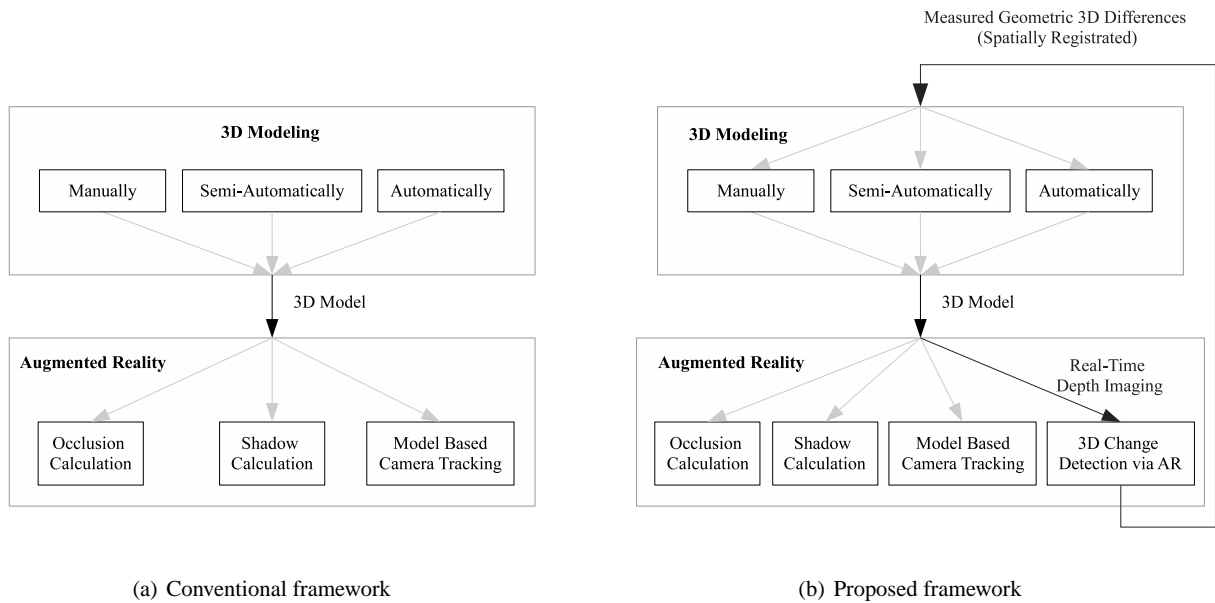 3D Modeling
Manually
Semi-Automatically
Automatically
3D Model
Augmented Reality
Occlusion
Calculation
Shadow
Calculation
Model Based
Camera Tracking
(a) Conventional framework
Measured Geometric 3D Differences
(Spatially Registrated)
3D Modeling
Manually
Semi-Automatically
Automatically
3D Model
Augmented Reality
Real-Time
Depth Imaging
Occlusion
Calculation
Shadow
Calculation
Model Based
Camera Tracking
3D Change
Detection via AR
(b) Proposed framework